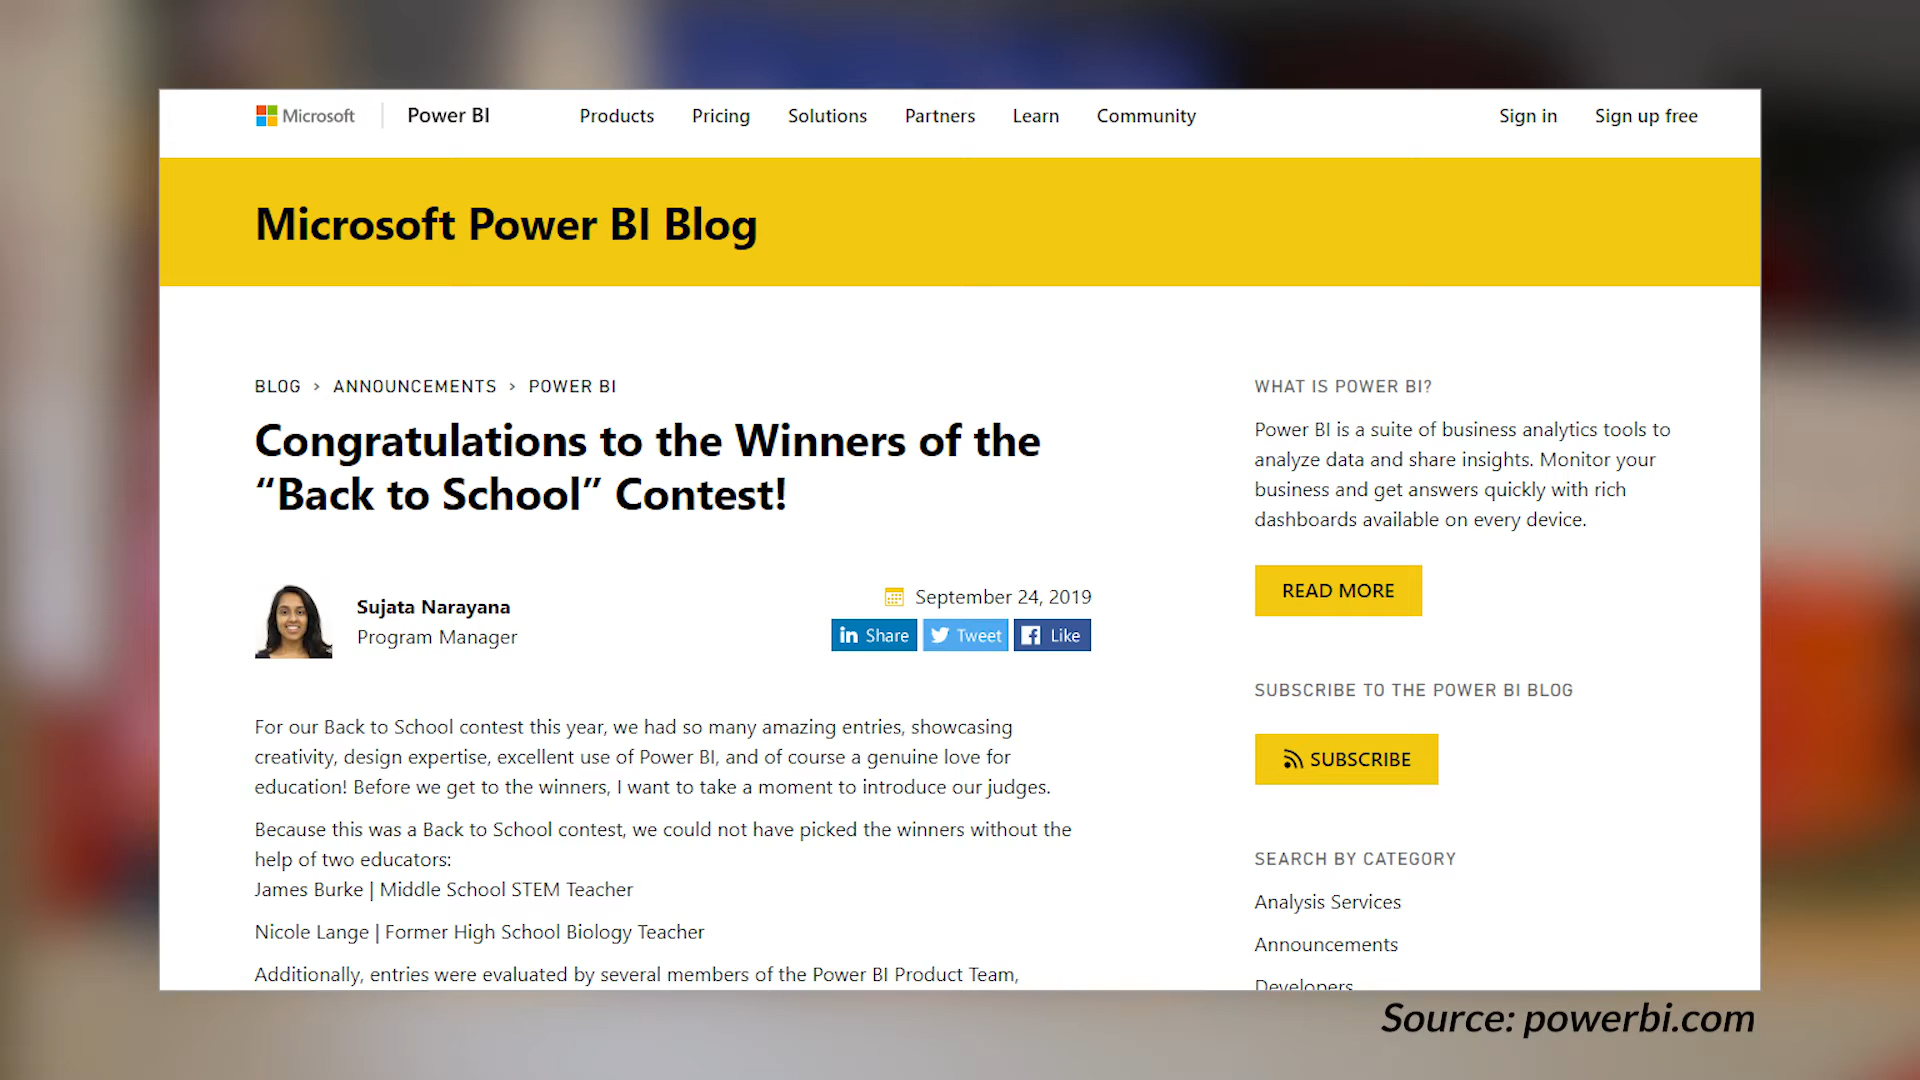 Microsoft
Power BI
Products
Pricing
Solutions
Partners
Learn
Community
Sign in
Sign up free
Microsoft Power BI Blog
BLOG > ANNOUNCEMENTS > POWER BI
Congratulations to the Winners of the
“Back to School” Contest!
Sujata Narayana
Program Manager
September 24, 2019
in Share
Tweet
Like
For our Back to School contest this year, we had so many amazing entries, showcasing
creativity, design expertise, excellent use of Power BI, and of course a genuine love for
education! Before we get to the winners, I want to take a moment to introduce our judges.
Because this was a Back to School contest, we could not have picked the winners without the
help of two educators:
James Burke | Middle School STEM Teacher
Nicole Lange | Former High School Biology Teacher
Additionally, entries were evaluated by several members of the Power BI Product Team,
WHAT IS POWER BI?
Power BI is a suite of business analytics tools to
analyze data and share insights. Monitor your
business and get answers quickly with rich
dashboards available on every device.
READ MORE
SUBSCRIBE TO THE POWER BI BLOG
SUBSCRIBE
SEARCH BY CATEGORY
Analysis Services
Announcements
Developers
Source: powerbi.com